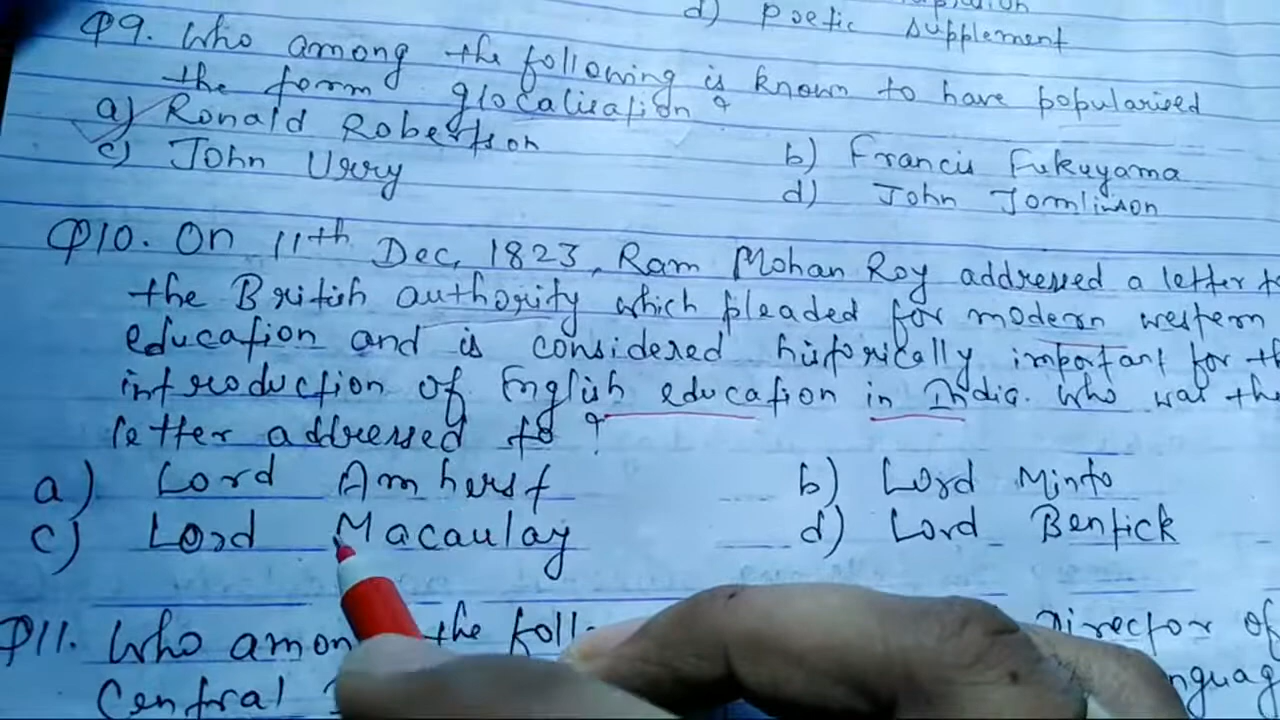 d) Poetic Supplement
Q9. Who among the following is known to have popularised
the form glocalisation ?
a) Ronald Robertson
b) Francis Fukuyama
c) John Urry
d) John Tomlinson
Q10. On 11th Dec, 1823, Ram Mohan Roy addressed a letter to
the British authority which pleaded for modern western
education and is considered historically important for the
introduction of English education in India. Who was the
letter addressed to ?
a) Lord Amherst
b) Lord Minto
c) Lord Macaulay
d) Lord Bentick
Q11. Who among the Director of
Central